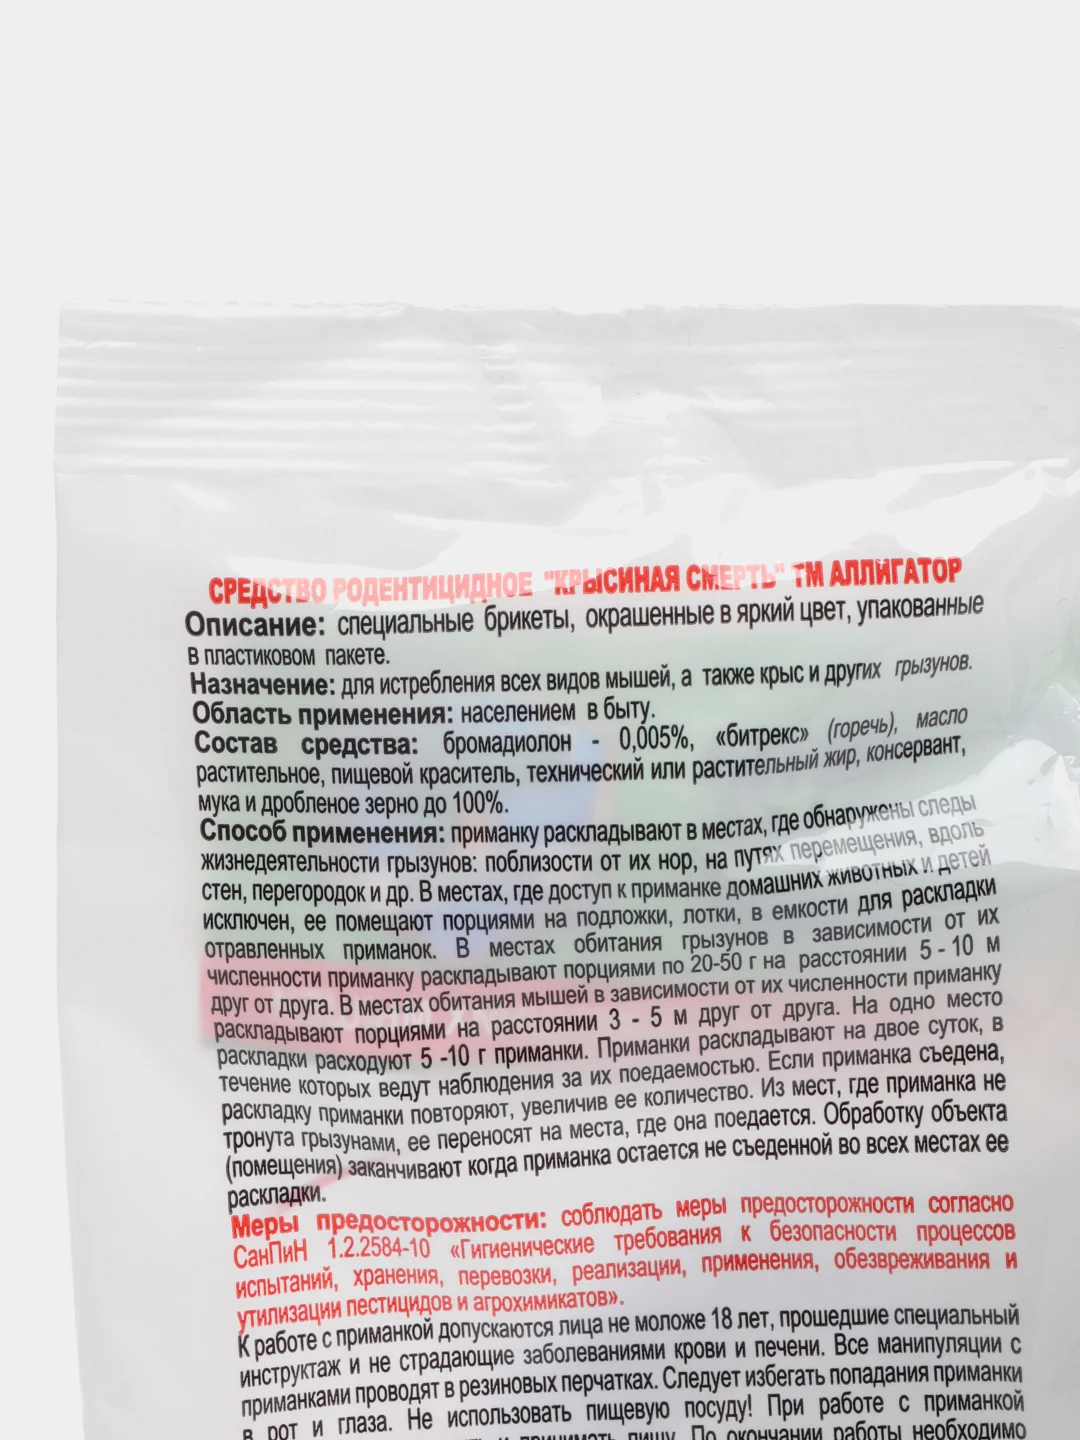 СРЕДСТВО РОДЕНТИЦИДНОЕ "КРЫСИНАЯ СМЕРТЬ" ТМ АЛЛИГАТОР
Описание: специальные брикеты, окрашенные в яркий цвет, упакованные
в пластиковом пакете.
Назначение: для истребления всех видов мышей, а также крыс и других грызунов.
Область применения: населением в быту.
Состав средства: бромадиолон - 0,005%, «битрекс» (горечь), масло
растительное, пищевой краситель, технический или растительный жир, консервант,
мука и дробленое зерно до 100%.
Способ применения: приманку раскладывают в местах, где обнаружены следы
жизнедеятельности грызунов: поблизости от их нор, на путях перемещения, вдоль
стен, перегородок и др. В местах, где доступ к приманке домашних животных и детей
исключен, ее помещают порциями на подложки, лотки, в емкости для раскладки
отравленных приманок. В местах обитания грызунов в зависимости от их
численности приманку раскладывают порциями по 20-50 г на расстоянии 5 - 10 м
друг от друга. В местах обитания мышей в зависимости от их численности приманку
раскладывают порциями на расстоянии 3 - 5 м друг от друга. На одно место
раскладки расходуют 5 -10 г приманки. Приманки раскладывают на двое суток, в
течение которых ведут наблюдения за их поедаемостью. Если приманка съедена,
раскладку приманки повторяют, увеличив ее количество. Из мест, где приманка не
тронута грызунами, ее переносят на места, где она поедается. Обработку объекта
(помещения) заканчивают когда приманка остается не съеденной во всех местах ее
раскладки.
Меры предосторожности: соблюдать меры предосторожности согласно
СанПиН 1.2.2584-10 «Гигиенические требования к безопасности процессов
испытаний, хранения, перевозки, реализации, применения, обезвреживания и
утилизации пестицидов и агрохимикатов».
К работе с приманкой допускаются лица не моложе 18 лет, прошедшие специальный
инструктаж и не страдающие заболеваниями крови и печени. Все манипуляции с
приманками проводят в резиновых перчатках. Следует избегать попадания приманки
в рот и глаза. Не использовать пищевую посуду! При работе с приманкой
и принимать пищу. По окончании работы необходимо